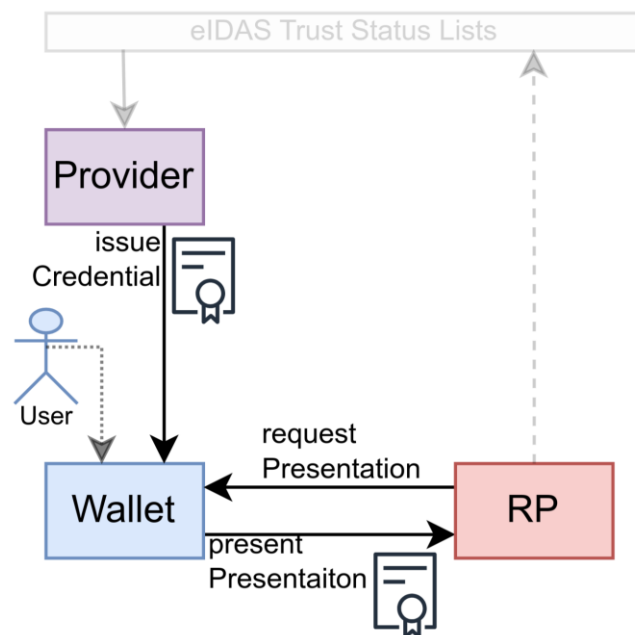 eIDAS Trust Status Lists
Provider
issue
Credential
User
request
Presentation
Wallet
RP
present
Presentaiton